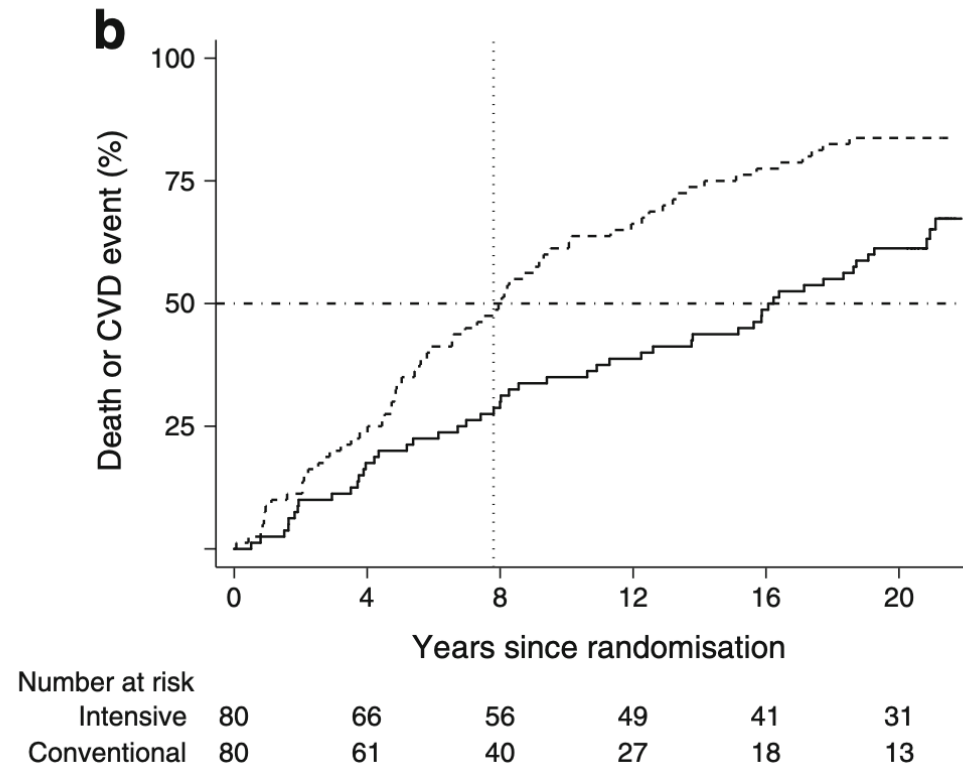 b
100
75
50
25
Death or CVD event (%)
0 4 8 12 16 20
Years since randomisation
Number at risk
Intensive 80 66 56 49 41 31
Conventional 80 61 40 27 18 13